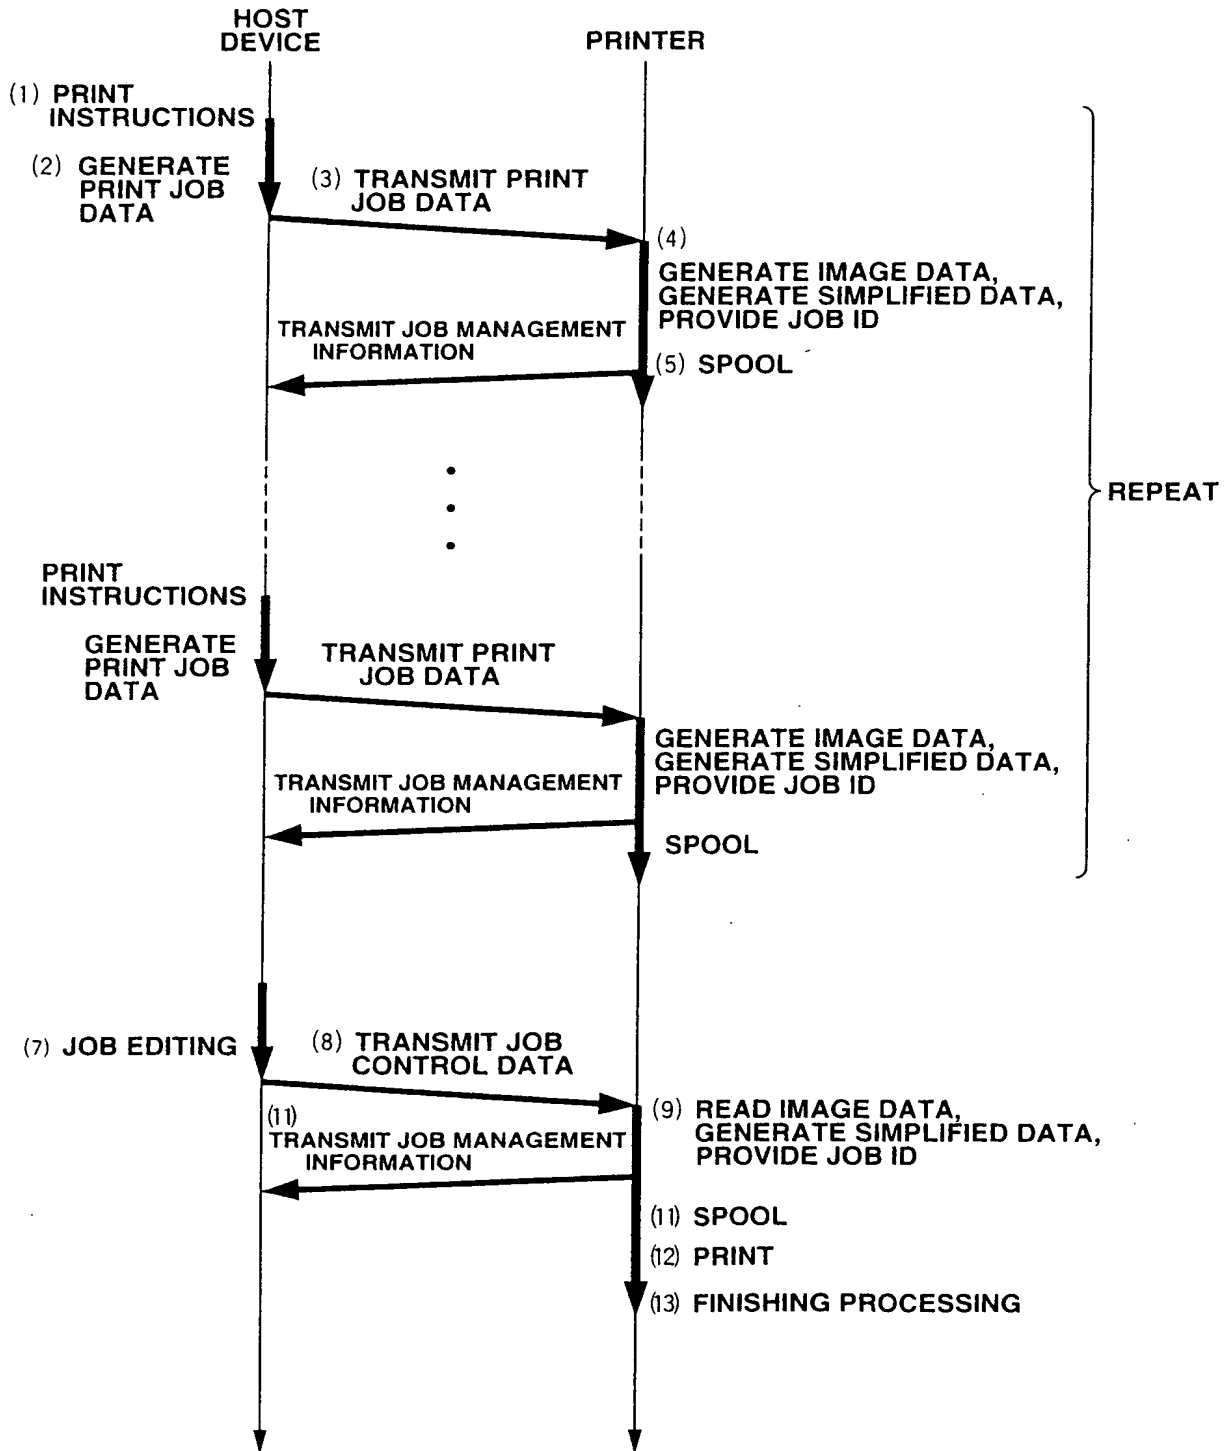 HOST
DEVICE
PRINTER
(1) PRINT
INSTRUCTIONS
(2) GENERATE
PRINT JOB
DATA
(3) TRANSMIT PRINT
JOB DATA
(4)
GENERATE IMAGE DATA,
GENERATE SIMPLIFIED DATA,
PROVIDE JOB ID
TRANSMIT JOB MANAGEMENT
INFORMATION
(5) SPOOL
REPEAT
PRINT
INSTRUCTIONS
GENERATE
PRINT JOB
DATA
TRANSMIT PRINT
JOB DATA
GENERATE IMAGE DATA,
GENERATE SIMPLIFIED DATA,
PROVIDE JOB ID
TRANSMIT JOB MANAGEMENT
INFORMATION
SPOOL
(7) JOB EDITING
(8) TRANSMIT JOB
CONTROL DATA
(9) READ IMAGE DATA,
GENERATE SIMPLIFIED DATA,
PROVIDE JOB ID
(11)
TRANSMIT JOB MANAGEMENT
INFORMATION
(11) SPOOL
(12) PRINT
(13) FINISHING PROCESSING